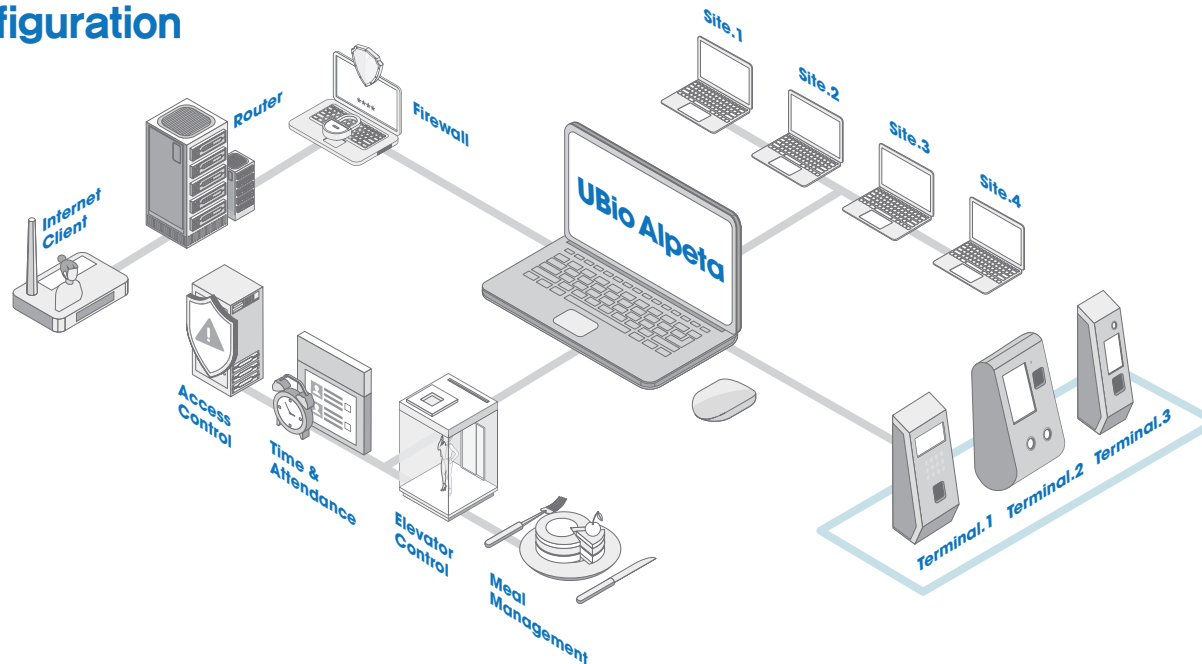 figuration
Site.1
Site.2
Site.3
Site.4
Router
Firewall
Internet
Client
UBio Alpeta
Access
Control
Time &
Attendance
Elevator
Control
Meal
Management
Terminal.1
Terminal.2
Terminal.3